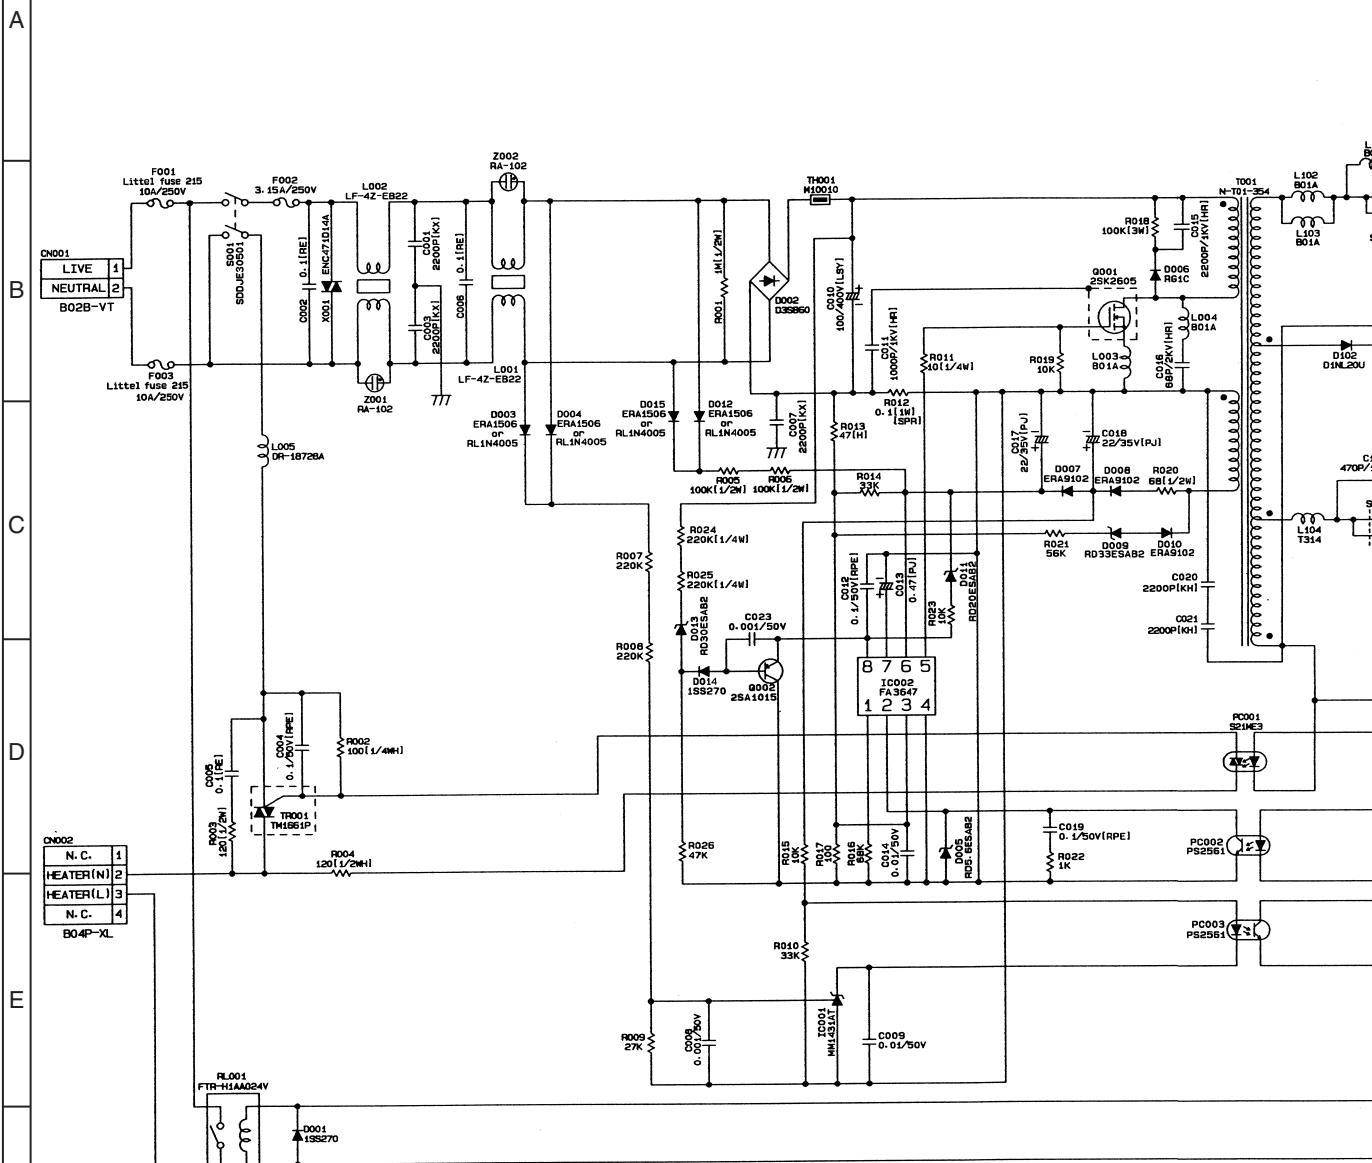 A
B
C
D
E
F001
Littel fuse 215
10A/250V
F002
3.15A/250V
L002
LF-4Z-EB22
Z002
RA-102
TH001
M10010
CN001
LIVE 1
NEUTRAL 2
B02B-VT
S001
SDDJE30501
C002 0.1[RE]
X001 ENC471D14A
C001
2200P[KX]
C003
2200P[KX]
C006 0.1[RE]
R001 1M[1/2W]
D002
D3SB60
C010
100/400V[LSY]
C011
1000P/1KV[HR]
R018
100K[3W]
C015
2200P/1KV[HR]
D006
RG1C
Q001
2SK2605
L004
B01A
L003
B01A
C016
68P/2KV[HR]
R019
10K
R011
10[1/4W]
R012
0.1[1W]
[SPR]
T001
N-T01-354
L102
B01A
L103
B01A
D102
D1NL20U
F003
Littel fuse 215
10A/250V
Z001
RA-102
L001
LF-4Z-EB22
D003
ERA1506
or
RL1N4005
D004
ERA1506
or
RL1N4005
D015
ERA1506
or
RL1N4005
D012
ERA1506
or
RL1N4005
C007
2200P[KX]
R013
47[H]
C017
22/35V[PJ]
C018
22/35V[PJ]
L005
DR-1872BA
R005
100K[1/2W]
R006
100K[1/2W]
R014
33K
D007
ERA9102
D008
ERA9102
R020
68[1/2W]
R021
56K
D009
RD33ESAB2
D010
ERA9102
L104
T314
470P/
R024
220K[1/4W]
R025
220K[1/4W]
R007
220K
R008
220K
D013
RD30ESAB2
C023
0.001/50V
D014
1SS270
Q002
2SA1015
C012
0.1/50V[RPE]
C013
0.47[PJ]
R023
10K
D011
RD20ESAB2
C020
2200P[KH]
C021
2200P[KH]
8 7 6 5
IC002
FA3647
1 2 3 4
PC001
S21ME3
C005
0.1[RE]
C004
0.1/50V[RPE]
R002
100[1/4WH]
R003
120[1/2W]
TR001
TM1661P
R004
120[1/2WH]
CN002
N.C. 1
HEATER(N) 2
HEATER(L) 3
N.C. 4
B04P-XL
R026
47K
R015
10K
R017
100
R016
68K
C014
0.01/50V
D005
RD5.6ESAB2
C019
0.1/50V[RPE]
R022
1K
PC002
PS2561
PC003
PS2561
R010
33K
R009
27K
C008
0.001/50V
IC001
MM1431AT
C009
0.01/50V
RL001
FTR-H1AA024V
D001
1SS270